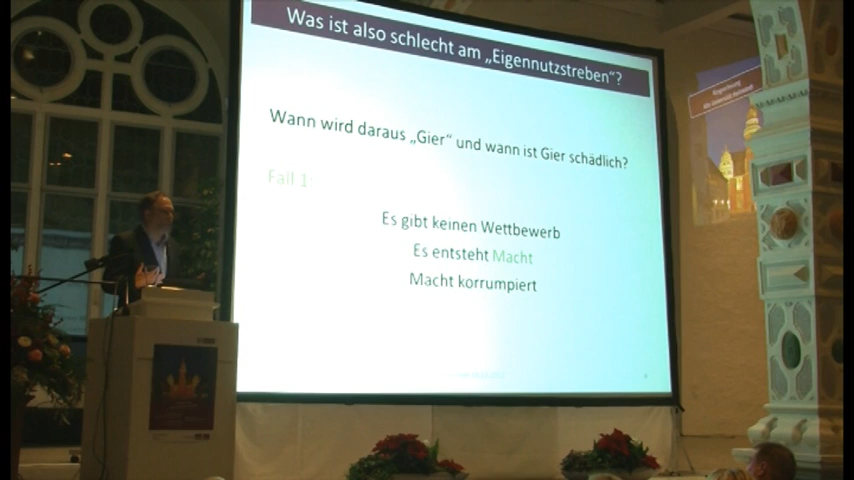 Was ist also schlecht am „Eigennutzstreben“?
Wann wird daraus „Gier“ und wann ist Gier schädlich?
Fall 1:
Es gibt keinen Wettbewerb
Es entsteht Macht
Macht korrumpiert